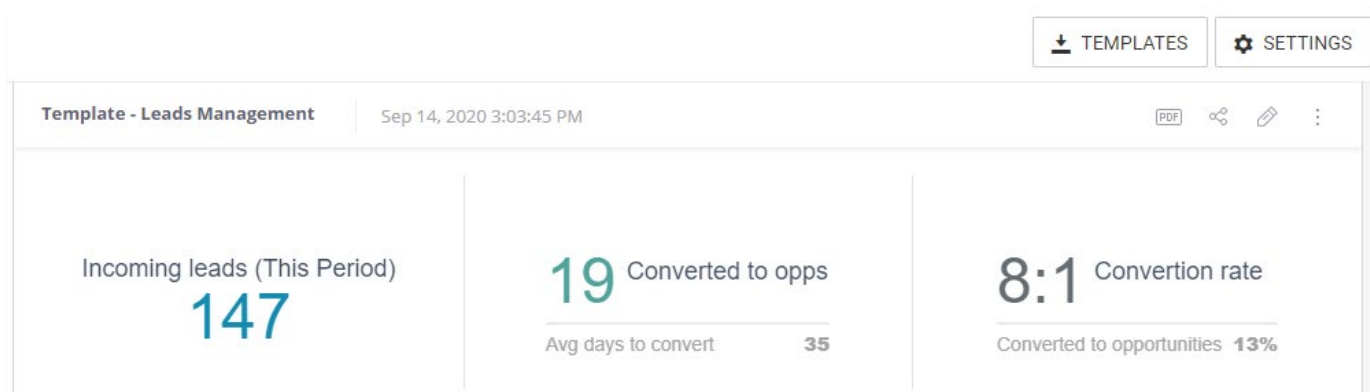 TEMPLATES SETTINGS
Template - Leads Management Sep 14, 2020 3:03:45 PM PDF
Incoming leads (This Period)
147
19 Converted to opps
Avg days to convert 35
8:1 Convertion rate
Converted to opportunities 13%